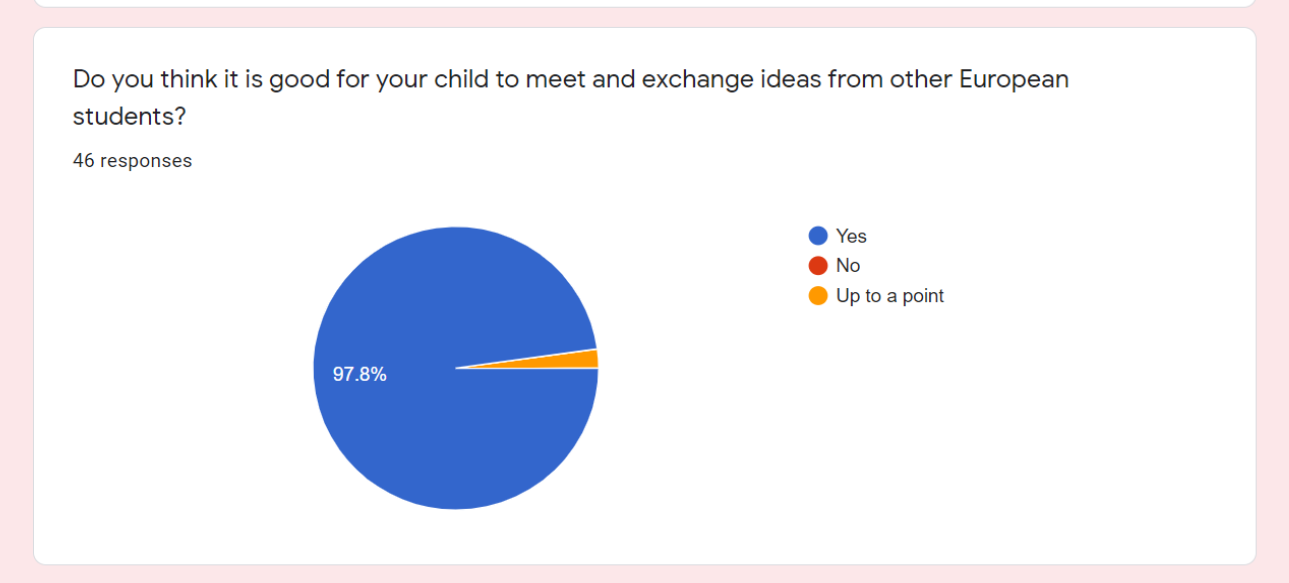 Do you think it is good for your child to meet and exchange ideas from other European
students?
46 responses
Yes
No
Up to a point
97.8%